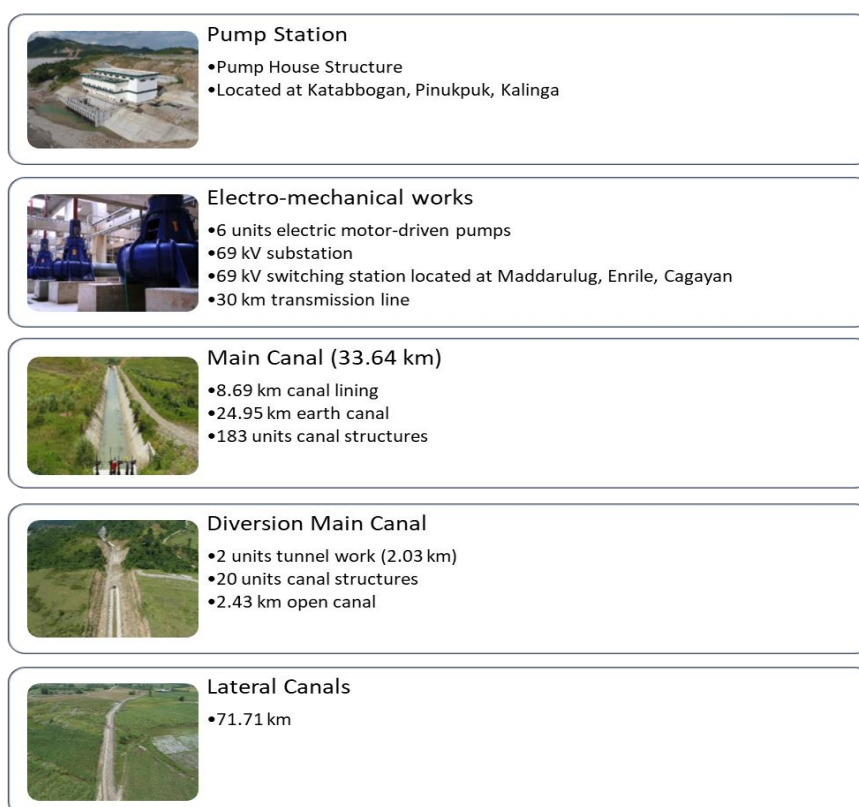 Pump Station
•Pump House Structure
•Located at Katabbogan, Pinukpuk, Kalinga
Electro-mechanical works
•6 units electric motor-driven pumps
•69 kV substation
•69 kV switching station located at Maddarulug, Enrile, Cagayan
•30 km transmission line
Main Canal (33.64 km)
•8.69 km canal lining
•24.95 km earth canal
•183 units canal structures
Diversion Main Canal
•2 units tunnel work (2.03 km)
•20 units canal structures
•2.43 km open canal
Lateral Canals
•71.71 km